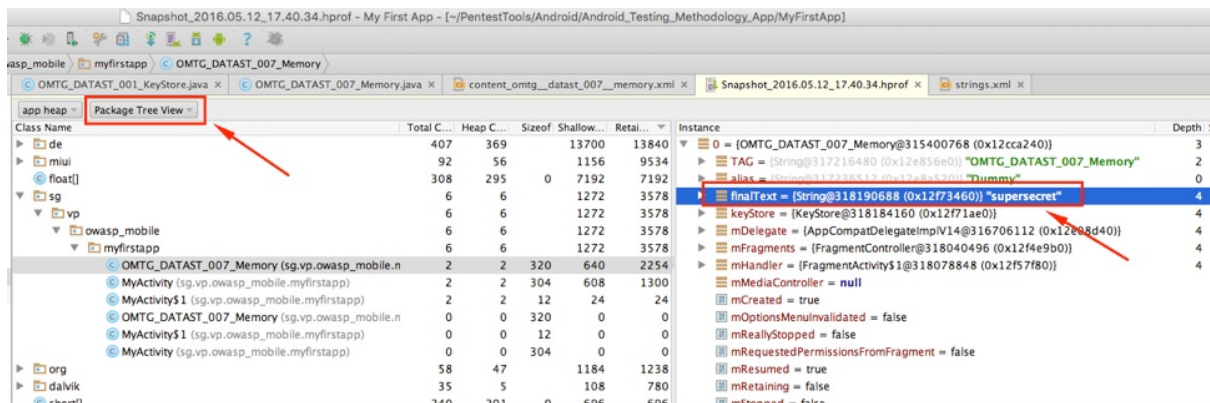 Snapshot_2016.05.12_17.40.34.hprof - My First App - [~/PentestTools/Android/Android_Testing_Methodology_App/MyFirstApp]
?
wasp_mobile myfirstapp OMTG_DATAST_007_Memory
OMTG_DATAST_001_KeyStore.java × OMTG_DATAST_007_Memory.java × content_omtg__datast_007__memory.xml × Snapshot_2016.05.12_17.40.34.hprof × strings.xml ×
app heap Package Tree View
Class Name Total C... Heap C... Sizeof Shallow... Retai...
de 407 369 13700 13840
miui 92 56 1156 9534
float[] 308 295 0 7192 7192
sg 6 6 1272 3578
vp 6 6 1272 3578
owasp_mobile 6 6 1272 3578
myfirstapp 6 6 1272 3578
OMTG_DATAST_007_Memory (sg.vp.owasp_mobile.n 2 2 320 640 2254
MyActivity (sg.vp.owasp_mobile.myfirstapp) 2 2 304 608 1300
MyActivity$1 (sg.vp.owasp_mobile.myfirstapp) 2 2 12 24 24
OMTG_DATAST_007_Memory (sg.vp.owasp_mobile.n 0 0 320 0 0
MyActivity$1 (sg.vp.owasp_mobile.myfirstapp) 0 0 12 0 0
MyActivity (sg.vp.owasp_mobile.myfirstapp) 0 0 304 0 0
org 58 47 1184 1238
dalvik 35 5 108 780
Instance Depth
0 = {OMTG_DATAST_007_Memory@315400768 (0x12cca240)} 3
TAG = {String@317216480 (0x12e856e0)} "OMTG_DATAST_007_Memory" 2
alias = {String@317236512 (0x12e8a520)} "Dummy" 0
finalText = {String@318190688 (0x12f73460)} "supersecret" 4
keyStore = {KeyStore@318184160 (0x12f71ae0)} 4
mDelegate = {AppCompatDelegateImplV14@316706112 (0x12e08d40)} 4
mFragments = {FragmentController@318040496 (0x12f4e9b0)} 4
mHandler = {FragmentActivity$1@318078848 (0x12f57f80)} 4
mMediaController = null
mCreated = true
mOptionsMenuInvalidated = false
mReallyStopped = false
mRequestedPermissionsFromFragment = false
mResumed = true
mRetaining = false